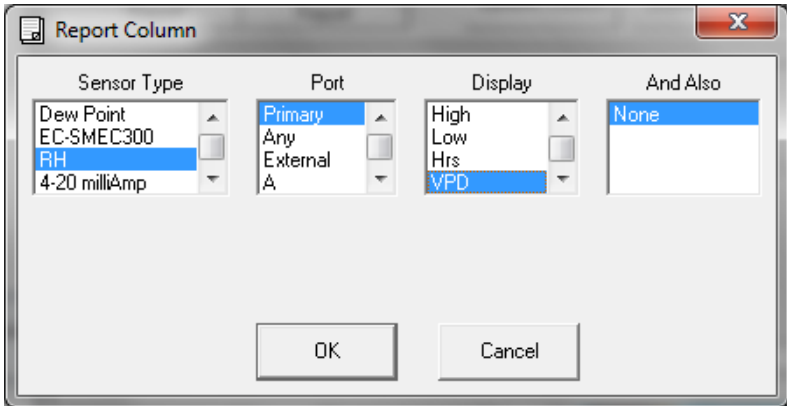 Report Column
Sensor Type
Port
Display
And Also
Dew Point
EC-SMEC300
RH
4-20 milliAmp
Primary
Any
External
A
High
Low
Hrs
VPD
None
OK
Cancel